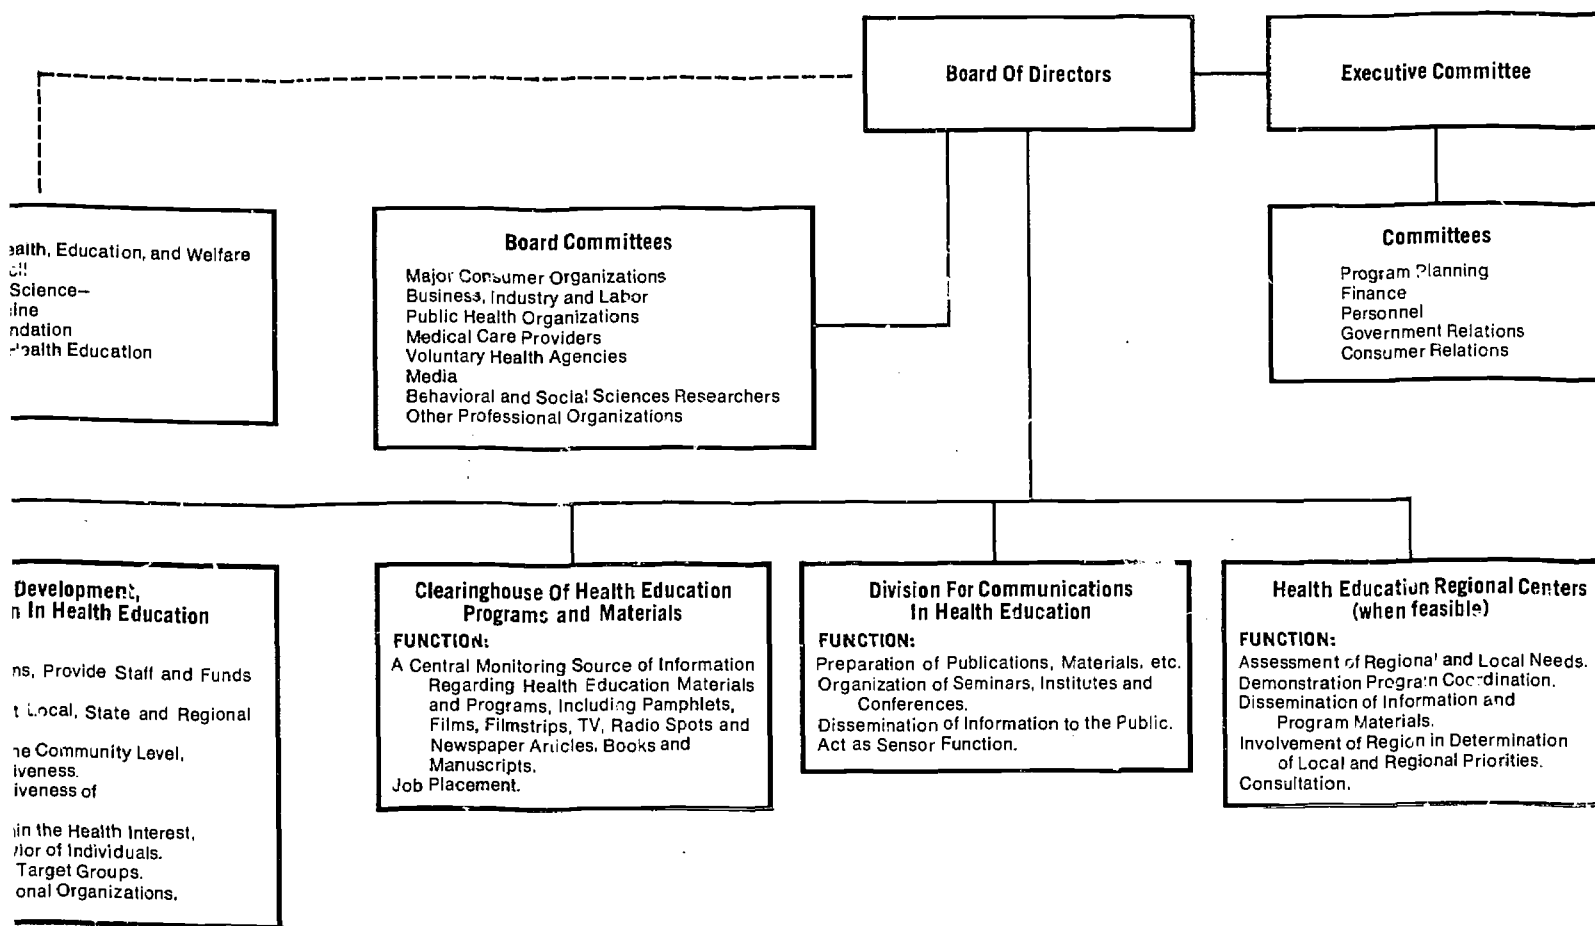 Board Of Directors
Executive Committee
Health, Education, and Welfare
Science—
Health Education
Board Committees
Major Consumer Organizations
Business, Industry and Labor
Public Health Organizations
Medical Care Providers
Voluntary Health Agencies
Media
Behavioral and Social Sciences Researchers
Other Professional Organizations
Committees
Program Planning
Finance
Personnel
Government Relations
Consumer Relations
Development,
In Health Education
Provide Staff and Funds
Local, State and Regional
Community Level,
iveness.
iveness of
in the Health Interest,
of Individuals.
Target Groups.
onal Organizations.
Clearinghouse Of Health Education
Programs and Materials
FUNCTION:
A Central Monitoring Source of Information
Regarding Health Education Materials
and Programs, Including Pamphlets,
Films, Filmstrips, TV, Radio Spots and
Newspaper Articles, Books and
Manuscripts.
Job Placement.
Division For Communications
In Health Education
FUNCTION:
Preparation of Publications, Materials, etc.
Organization of Seminars, Institutes and
Conferences.
Dissemination of Information to the Public.
Act as Sensor Function.
Health Education Regional Centers
(when feasible)
FUNCTION:
Assessment of Regional and Local Needs.
Demonstration Program Coordination.
Dissemination of Information and
Program Materials.
Involvement of Region in Determination
of Local and Regional Priorities.
Consultation.